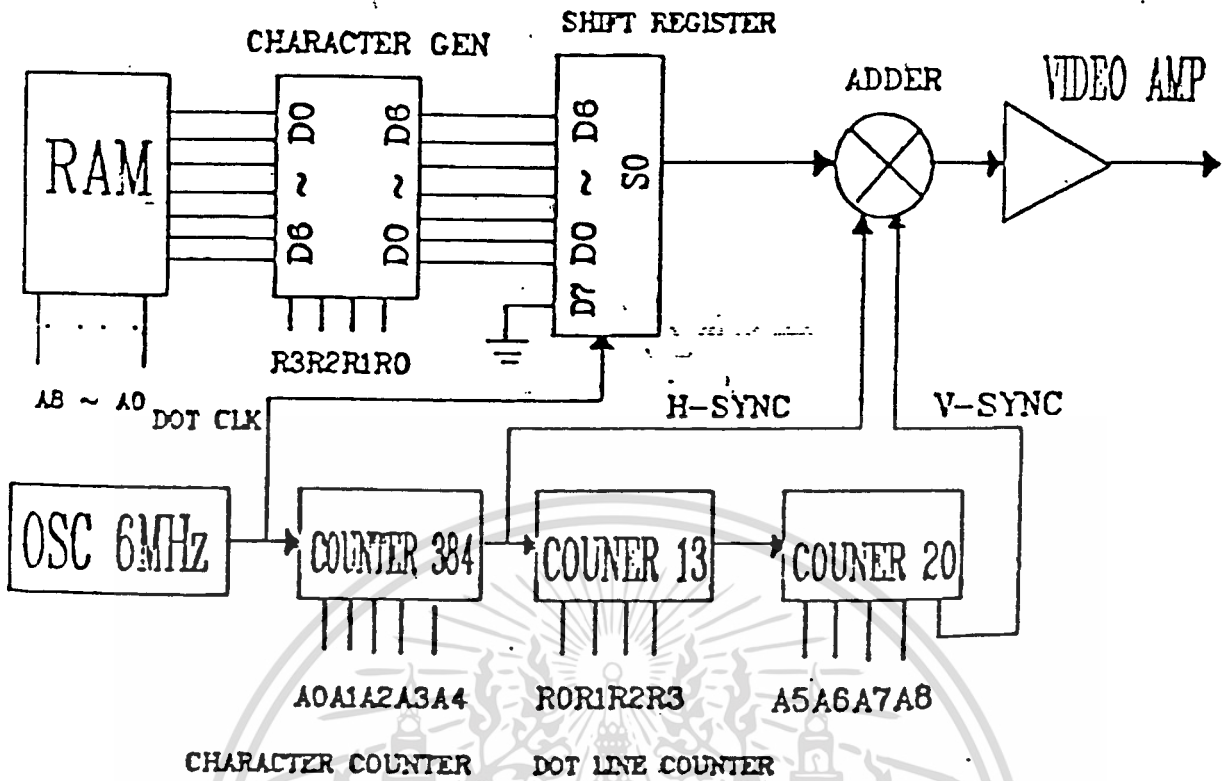 SHIFT REGISTER
CHARACTER GEN
ADDER
VIDEO AMP
RAM
D0 ~ D6
D6 ~ D0
D6 ~ D0 D7
S0
R3R2R1R0
A8 ~ A0
DOT CLK
H-SYNC
V-SYNC
OSC 6MHz
COUNTER 384
COUNER 13
COUNER 20
A0A1A2A3A4
R0R1R2R3
A5A6A7A8
CHARACTER COUNTER
DOT LINE COUNTER